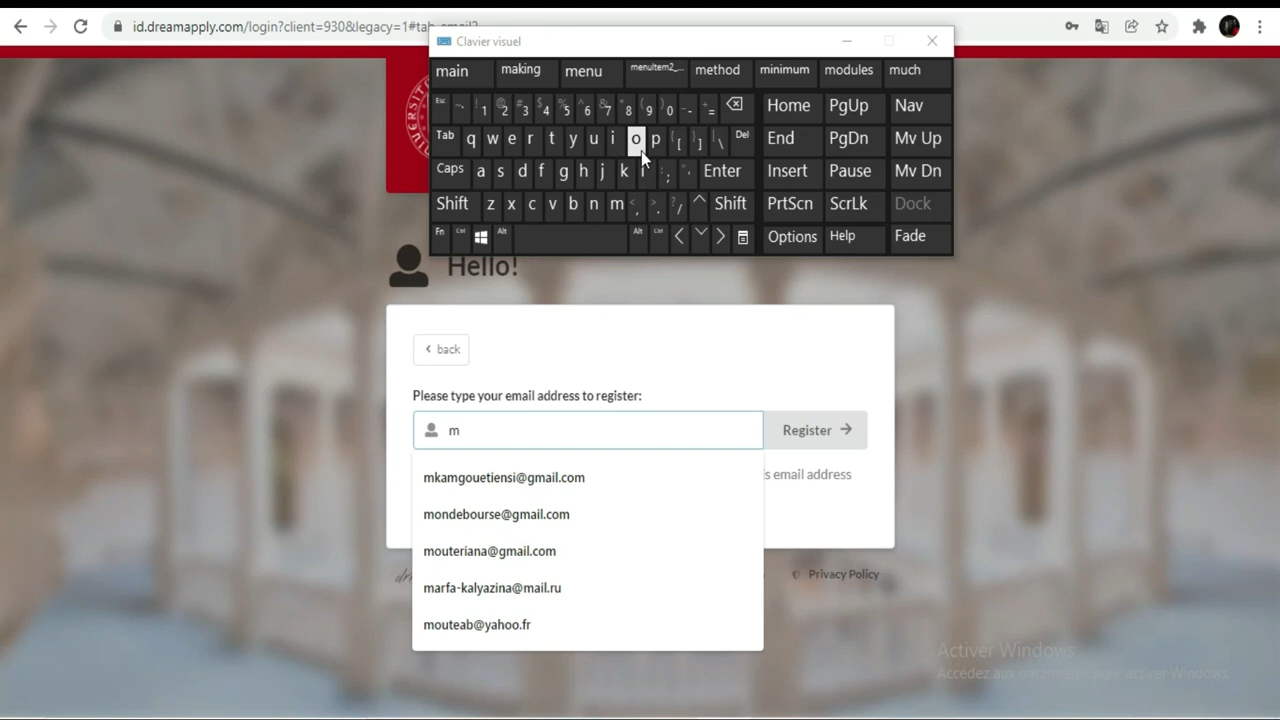 id.dreamapply.com/login?client=930&legacy=1#tab_email2
Clavier visuel
main making menu menuItem2_... method minimum modules much
Esc ~` !1 @2 #3 $4 %5 ^6 &7 *8 (9 )0 _- += Home PgUp Nav
Tab q w e r t y u i o p {[ }] |\ Del End PgDn Mv Up
Caps a s d f g h j k l :; "' Enter Insert Pause Mv Dn
Shift z x c v b n m <, >. ?/ Shift PrtScn ScrLk Dock
Fn Ctrl Alt Alt Ctrl Options Help Fade
Hello!
back
Please type your email address to register:
m
Register
mkamgouetiensi@gmail.com
s email address
mondebourse@gmail.com
mouteriana@gmail.com
Privacy Policy
marfa-kalyazina@mail.ru
mouteab@yahoo.fr
Activer Windows
Accédez aux paramètres pour activer Windows.